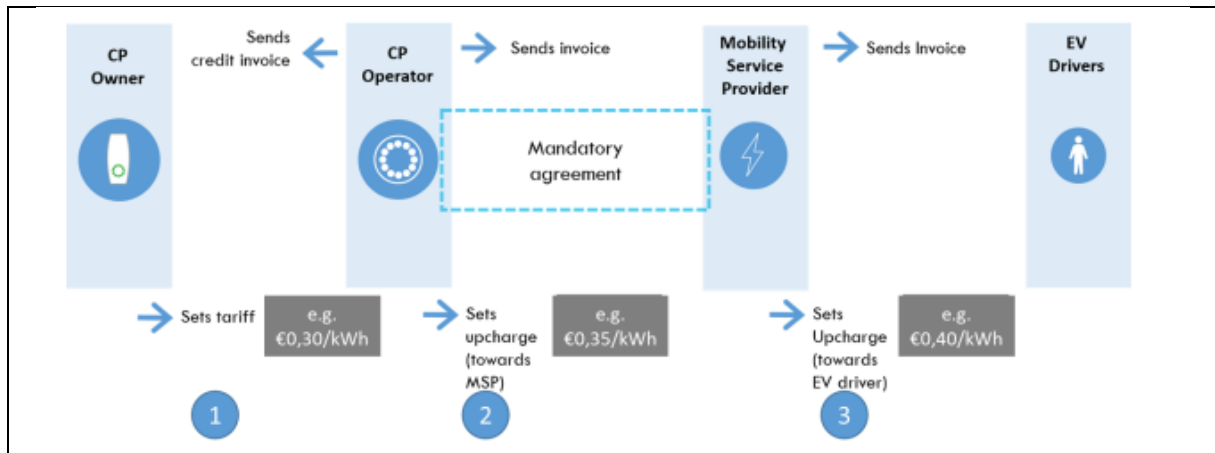 CP
Owner
Sends
credit invoice
CP
Operator
Sends invoice
Mobility
Service
Provider
Sends Invoice
EV
Drivers
Mandatory
agreement
Sets tariff
e.g.
€0,30/kWh
Sets
upcharge
(towards
MSP)
e.g.
€0,35/kWh
Sets
Upcharge
(towards
EV driver)
e.g.
€0,40/kWh
1
2
3